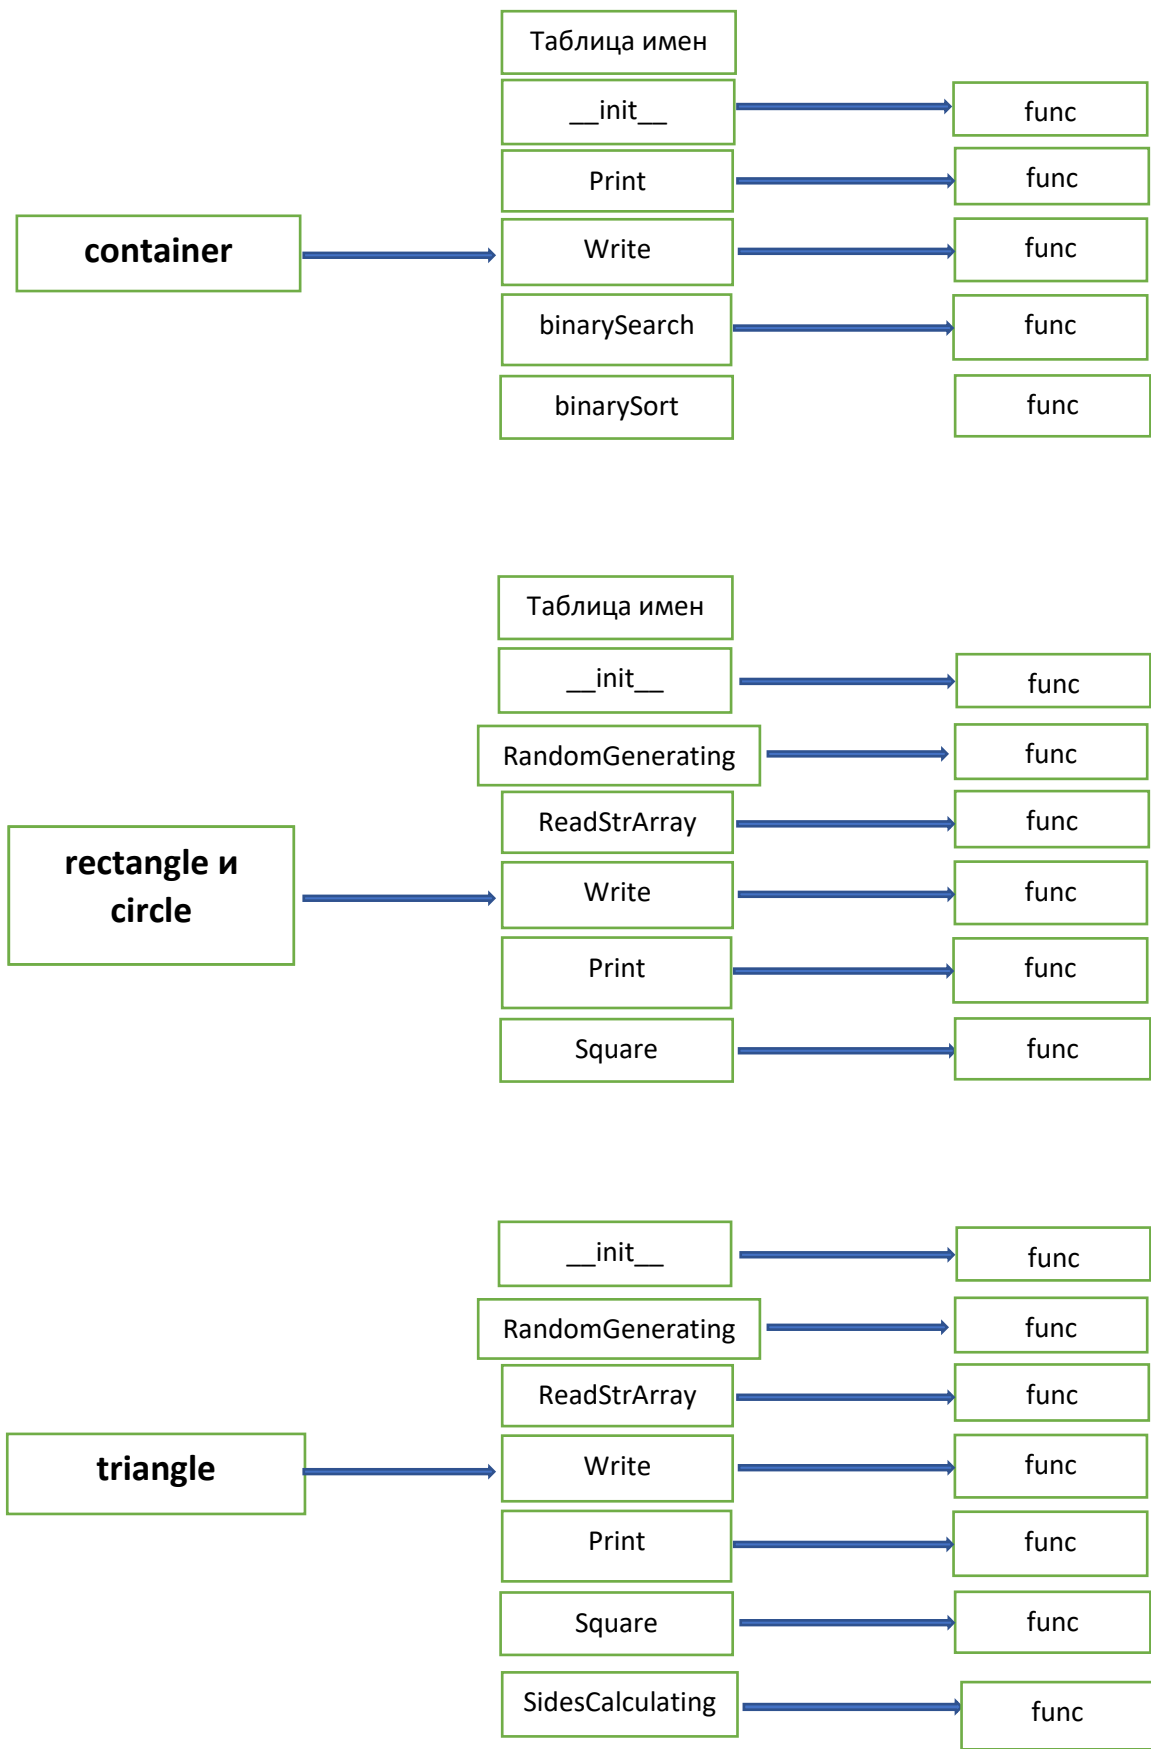 Таблица имен
__init__
func
Print
func
container
Write
func
binarySearch
func
binarySort
func
Таблица имен
__init__
func
RandomGenerating
func
ReadStrArray
func
rectangle и
circle
Write
func
Print
func
Square
func
__init__
func
RandomGenerating
func
ReadStrArray
func
triangle
Write
func
Print
func
Square
func
SidesCalculating
func